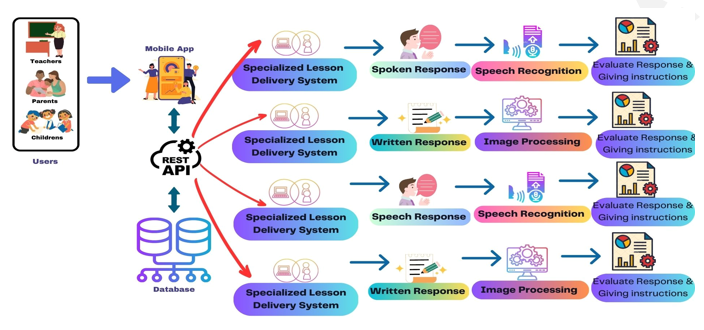 Teachers
Parents
Childrens
Users
Mobile App
REST
API
Database
Specialized Lesson
Delivery System
Spoken Response
Speech Recognition
Evaluate Response &
Giving instructions
Specialized Lesson
Delivery System
Written Response
Image Processing
Evaluate Response &
Giving instructions
Specialized Lesson
Delivery System
Speech Response
Speech Recognition
Evaluate Response &
Giving instructions
Specialized Lesson
Delivery System
Written Response
Image Processing
Evaluate Response &
Giving instructions